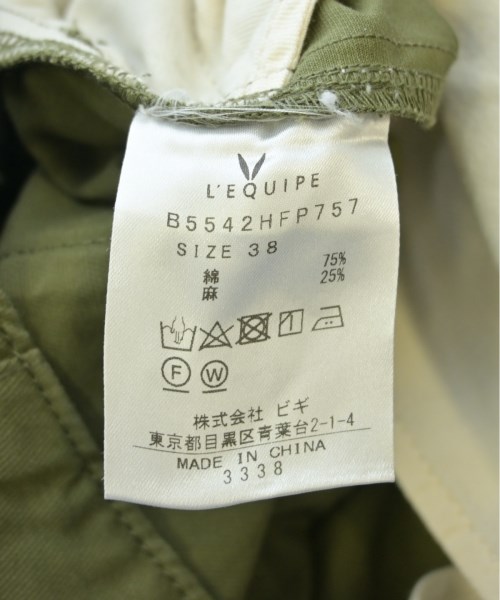 L'EQUIPE
B5542HFP757
SIZE 38
綿 75%
麻 25%
F W
株式会社 ビギ
東京都目黒区青葉台2-1-4
MADE IN CHINA
3338